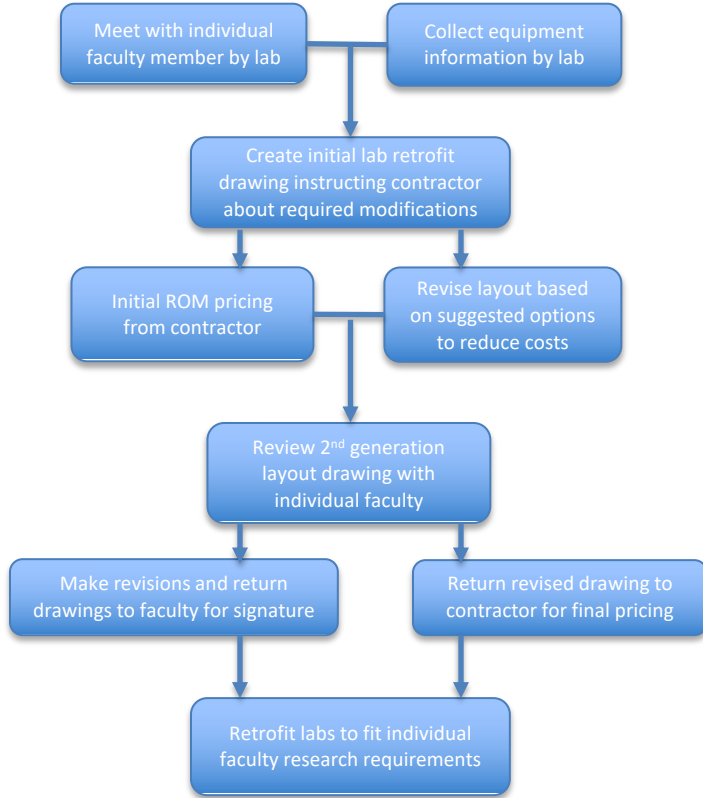 Meet with individual
faculty member by lab
Collect equipment
information by lab
Create initial lab retrofit
drawing instructing contractor
about required modifications
Initial ROM pricing
from contractor
Revise layout based
on suggested options
to reduce costs
Review 2nd generation
layout drawing with
individual faculty
Make revisions and return
drawings to faculty for signature
Return revised drawing to
contractor for final pricing
Retrofit labs to fit individual
faculty research requirements